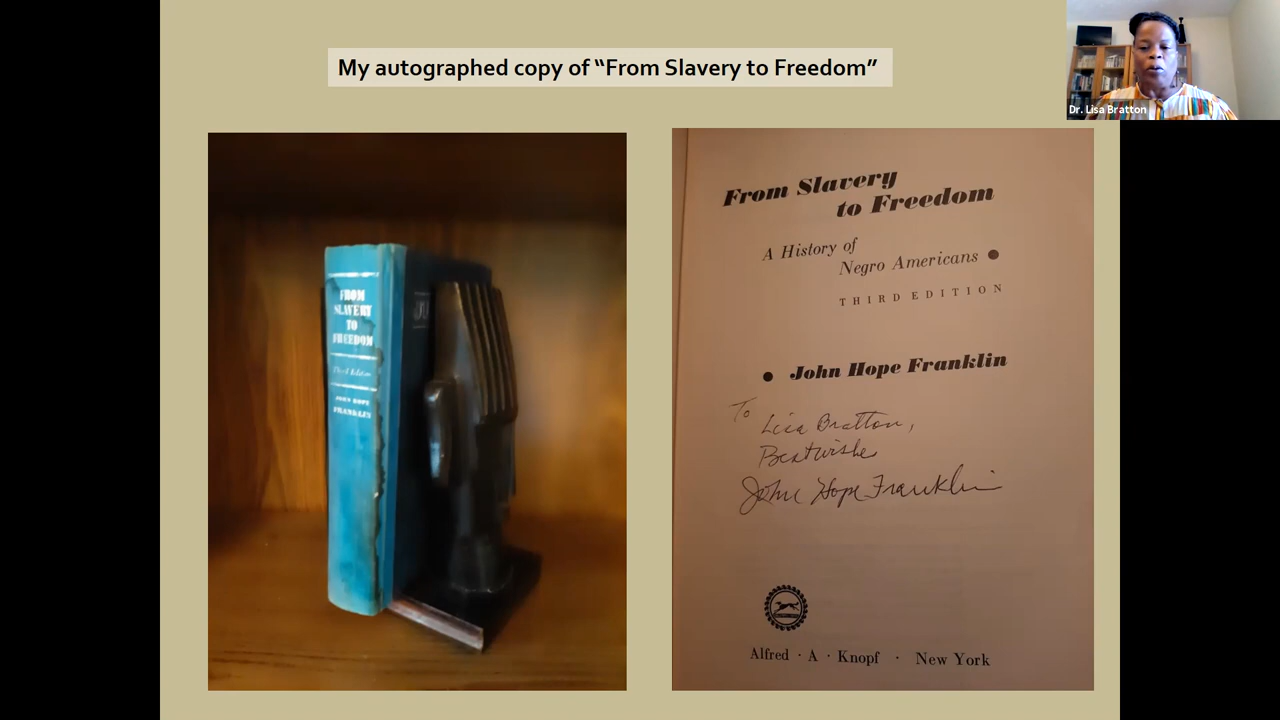 My autographed copy of “From Slavery to Freedom”
Dr. Lisa Bratton
FROM
SLAVERY
TO
FREEDOM
Third Edition
JOHN HOPE
FRANKLIN
From Slavery
to Freedom
A History of
Negro Americans
THIRD EDITION
John Hope Franklin
To
Lisa Bratton,
Best wishes
John Hope Franklin
Alfred · A · Knopf · New York